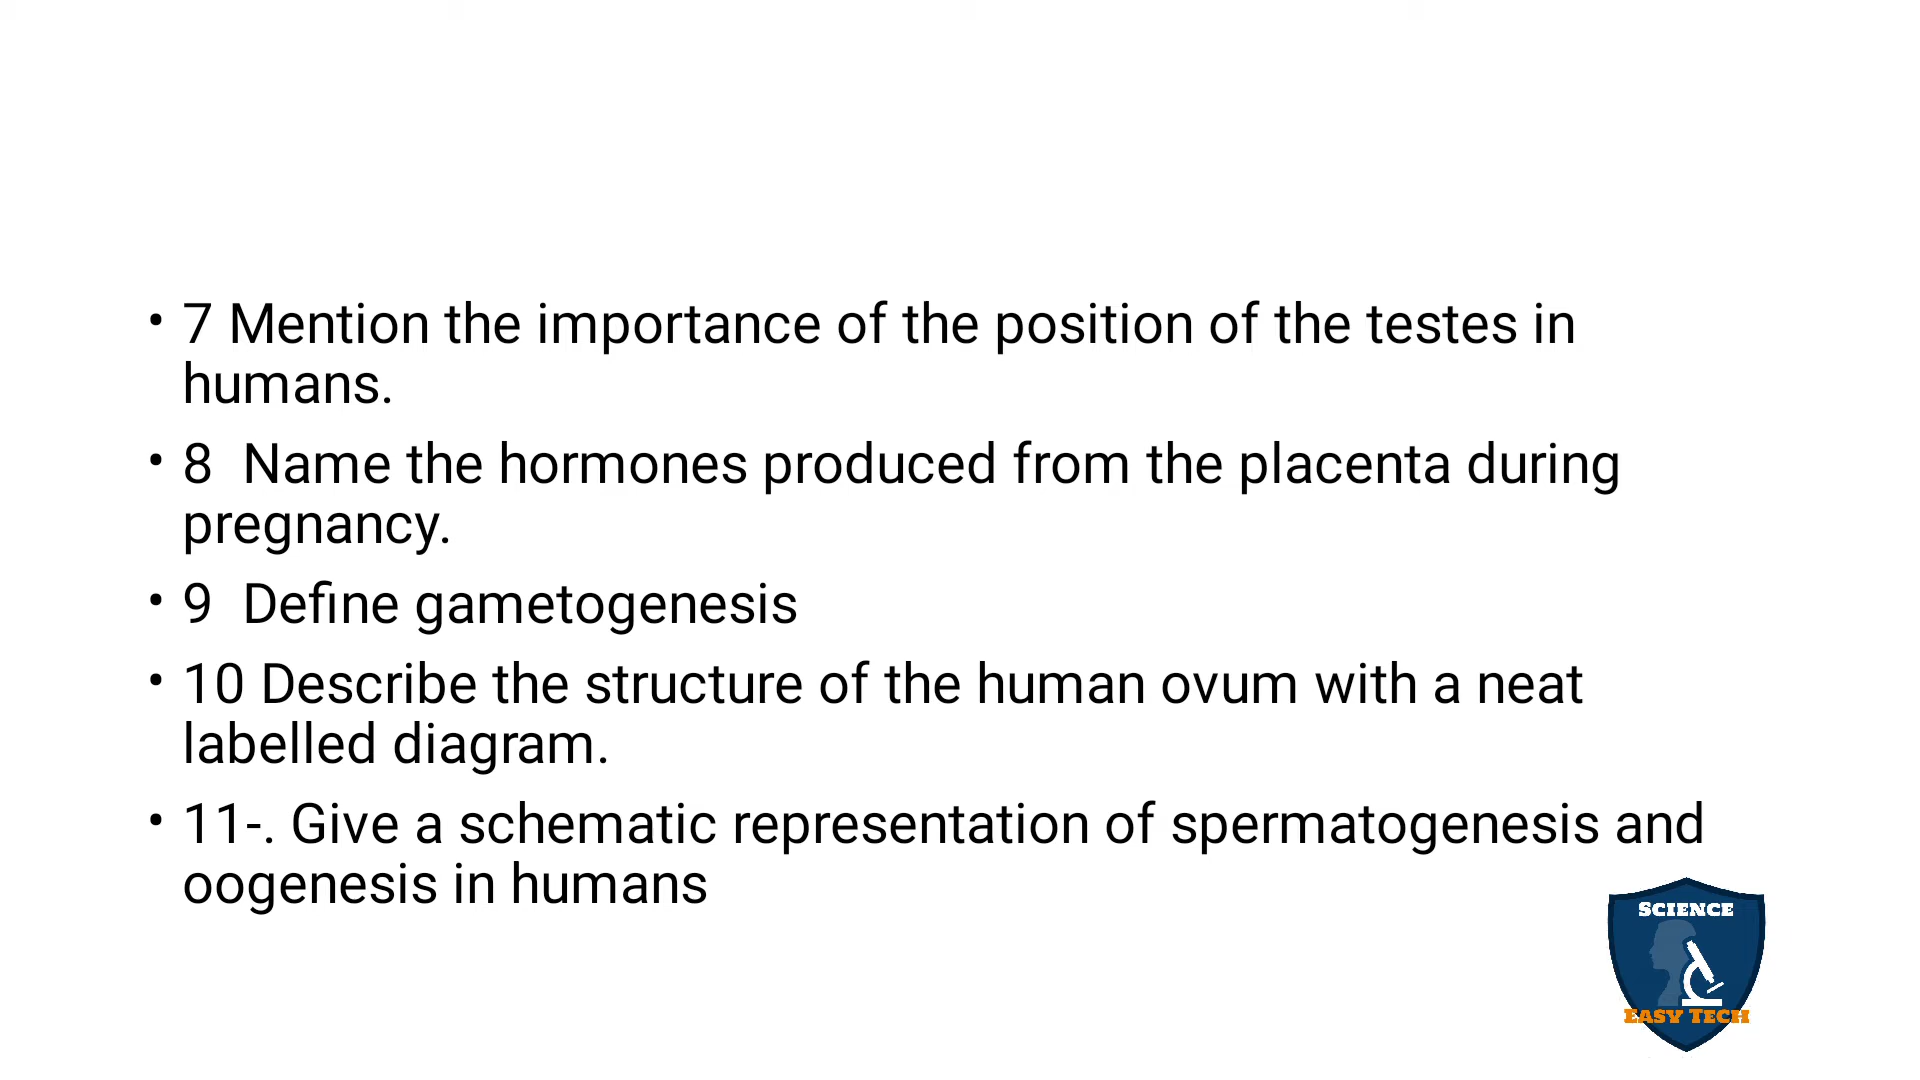 • 7 Mention the importance of the position of the testes in
humans.
• 8  Name the hormones produced from the placenta during
pregnancy.
• 9  Define gametogenesis
• 10 Describe the structure of the human ovum with a neat
labelled diagram.
• 11-. Give a schematic representation of spermatogenesis and
oogenesis in humans
SCIENCE
EASY TECH